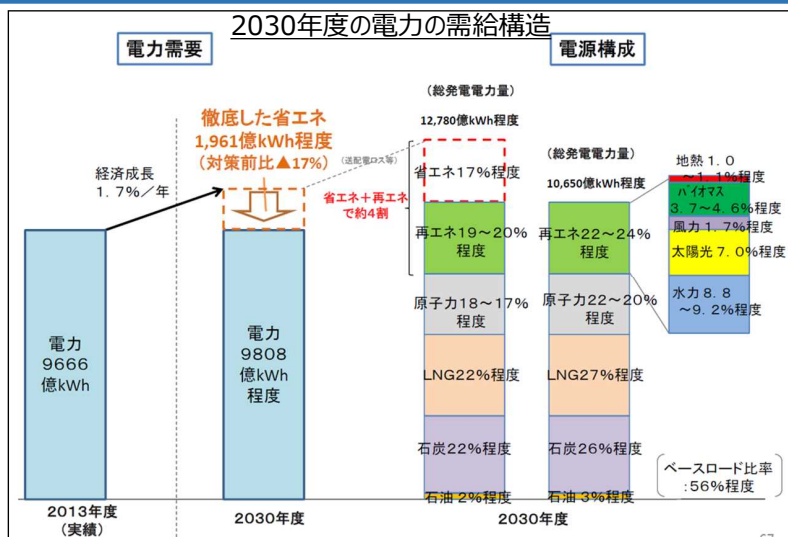 2030年度の電力の需給構造
電力需要
電源構成
徹底した省エネ
1,961億kWh程度
(対策前比▲17%)
経済成長
1.7%/年
電力
9666
億kWh
電力
9808
億kWh
程度
2013年度
(実績)
2030年度
(送配電ロス等)
省エネ+再エネ
で約4割
(総発電電力量)
12,780億kWh程度
省エネ17%程度
再エネ19~20%
程度
原子力18~17%
程度
LNG22%程度
石炭22%程度
石油 2%程度
(総発電電力量)
10,650億kWh程度
再エネ22~24%
程度
原子力22~20%
程度
LNG27%程度
石炭26%程度
石油 3%程度
2030年度
地熱 1.0
~1.1%程度
バイオマス
3.7~4.6%程度
風力 1.7%程度
太陽光 7.0%程度
水力 8.8
~9.2%程度
ベースロード比率
:56%程度
67